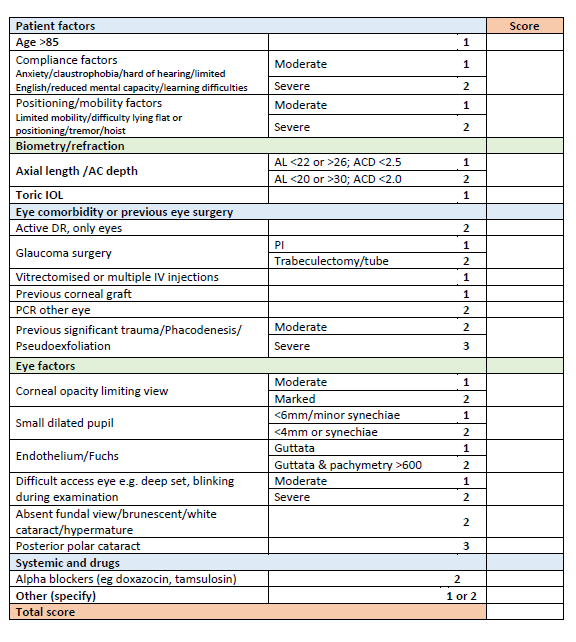 Patient factors Score
Age >85 1
Compliance factors
Anxiety/claustrophobia/hard of hearing/limited
English/reduced mental capacity/learning difficulties
Moderate 1
Severe 2
Positioning/mobility factors
Limited mobility/difficulty lying flat or
positioning/tremor/hoist
Moderate 1
Severe 2
Biometry/refraction
Axial length /AC depth
AL <22 or >26; ACD <2.5 1
AL <20 or >30; ACD <2.0 2
Toric IOL 1
Eye comorbidity or previous eye surgery
Active DR, only eyes 2
Glaucoma surgery
PI 1
Trabeculectomy/tube 2
Vitrectomised or multiple IV injections 1
Previous corneal graft 1
PCR other eye 2
Previous significant trauma/Phacodenesis/
Pseudoexfoliation
Moderate 2
Severe 3
Eye factors
Corneal opacity limiting view
Moderate 1
Marked 2
Small dilated pupil
<6mm/minor synechiae 1
<4mm or synechiae 2
Endothelium/Fuchs
Guttata 1
Guttata & pachymetry >600 2
Difficult access eye e.g. deep set, blinking
during examination
Moderate 1
Severe 2
Absent fundal view/brunescent/white
cataract/hypermature
2
Posterior polar cataract 3
Systemic and drugs
Alpha blockers (eg doxazocin, tamsulosin) 2
Other (specify) 1 or 2
Total score